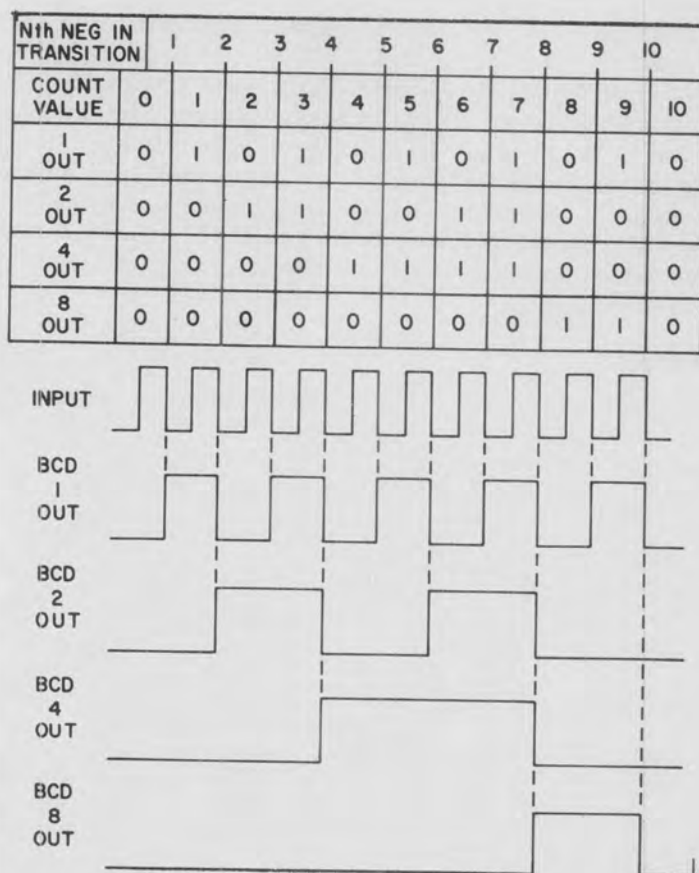 Nth NEG IN TRANSITION 1 2 3 4 5 6 7 8 9 10
COUNT VALUE 0 1 2 3 4 5 6 7 8 9 10
1 OUT 0 1 0 1 0 1 0 1 0 1 0
2 OUT 0 0 1 1 0 0 1 1 0 0 0
4 OUT 0 0 0 0 1 1 1 1 0 0 0
8 OUT 0 0 0 0 0 0 0 0 1 1 0
INPUT
BCD
1
OUT
BCD
2
OUT
BCD
4
OUT
BCD
8
OUT